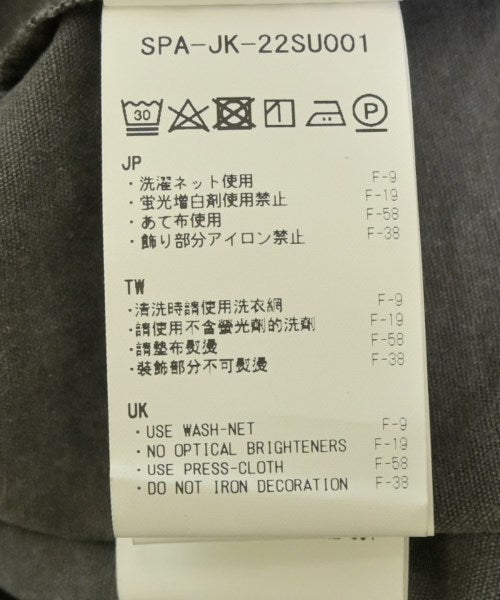 SPA-JK-22SU001
30
P
JP
・洗濯ネット使用 F-9
・蛍光増白剤使用禁止 F-19
・あて布使用 F-58
・飾り部分アイロン禁止 F-38
TW
・清洗時請使用洗衣網 F-9
・請使用不含螢光劑的洗劑 F-19
・請墊布熨燙 F-58
・装飾部分不可熨燙 F-38
UK
・USE WASH-NET F-9
・NO OPTICAL BRIGHTENERS F-19
・USE PRESS-CLOTH F-58
・DO NOT IRON DECORATION F-38